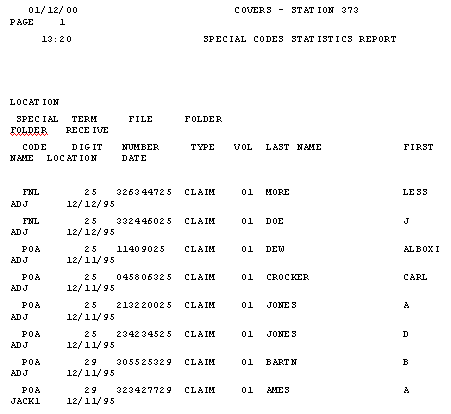 01/12/00 COVERS - STATION 373
PAGE 1
13:20 SPECIAL CODES STATISTICS REPORT
LOCATION
SPECIAL TERM FILE FOLDER
FOLDER RECEIVE
CODE DIGIT NUMBER TYPE VOL LAST NAME FIRST
NAME LOCATION DATE
FNL 25 326344725 CLAIM 01 MORE LESS
ADJ 12/12/95
FNL 25 332446025 CLAIM 01 DOE J
ADJ 12/12/95
POA 25 11409025 CLAIM 01 DEW ALBOXI
ADJ 12/11/95
POA 25 045806325 CLAIM 01 CROCKER CARL
ADJ 12/11/95
POA 25 213220025 CLAIM 01 JONES A
ADJ 12/11/95
POA 25 234234525 CLAIM 01 JONES D
ADJ 12/11/95
POA 29 305525329 CLAIM 01 BARTN B
ADJ 12/11/95
POA 29 323427729 CLAIM 01 AMES A
JACK1 12/11/95